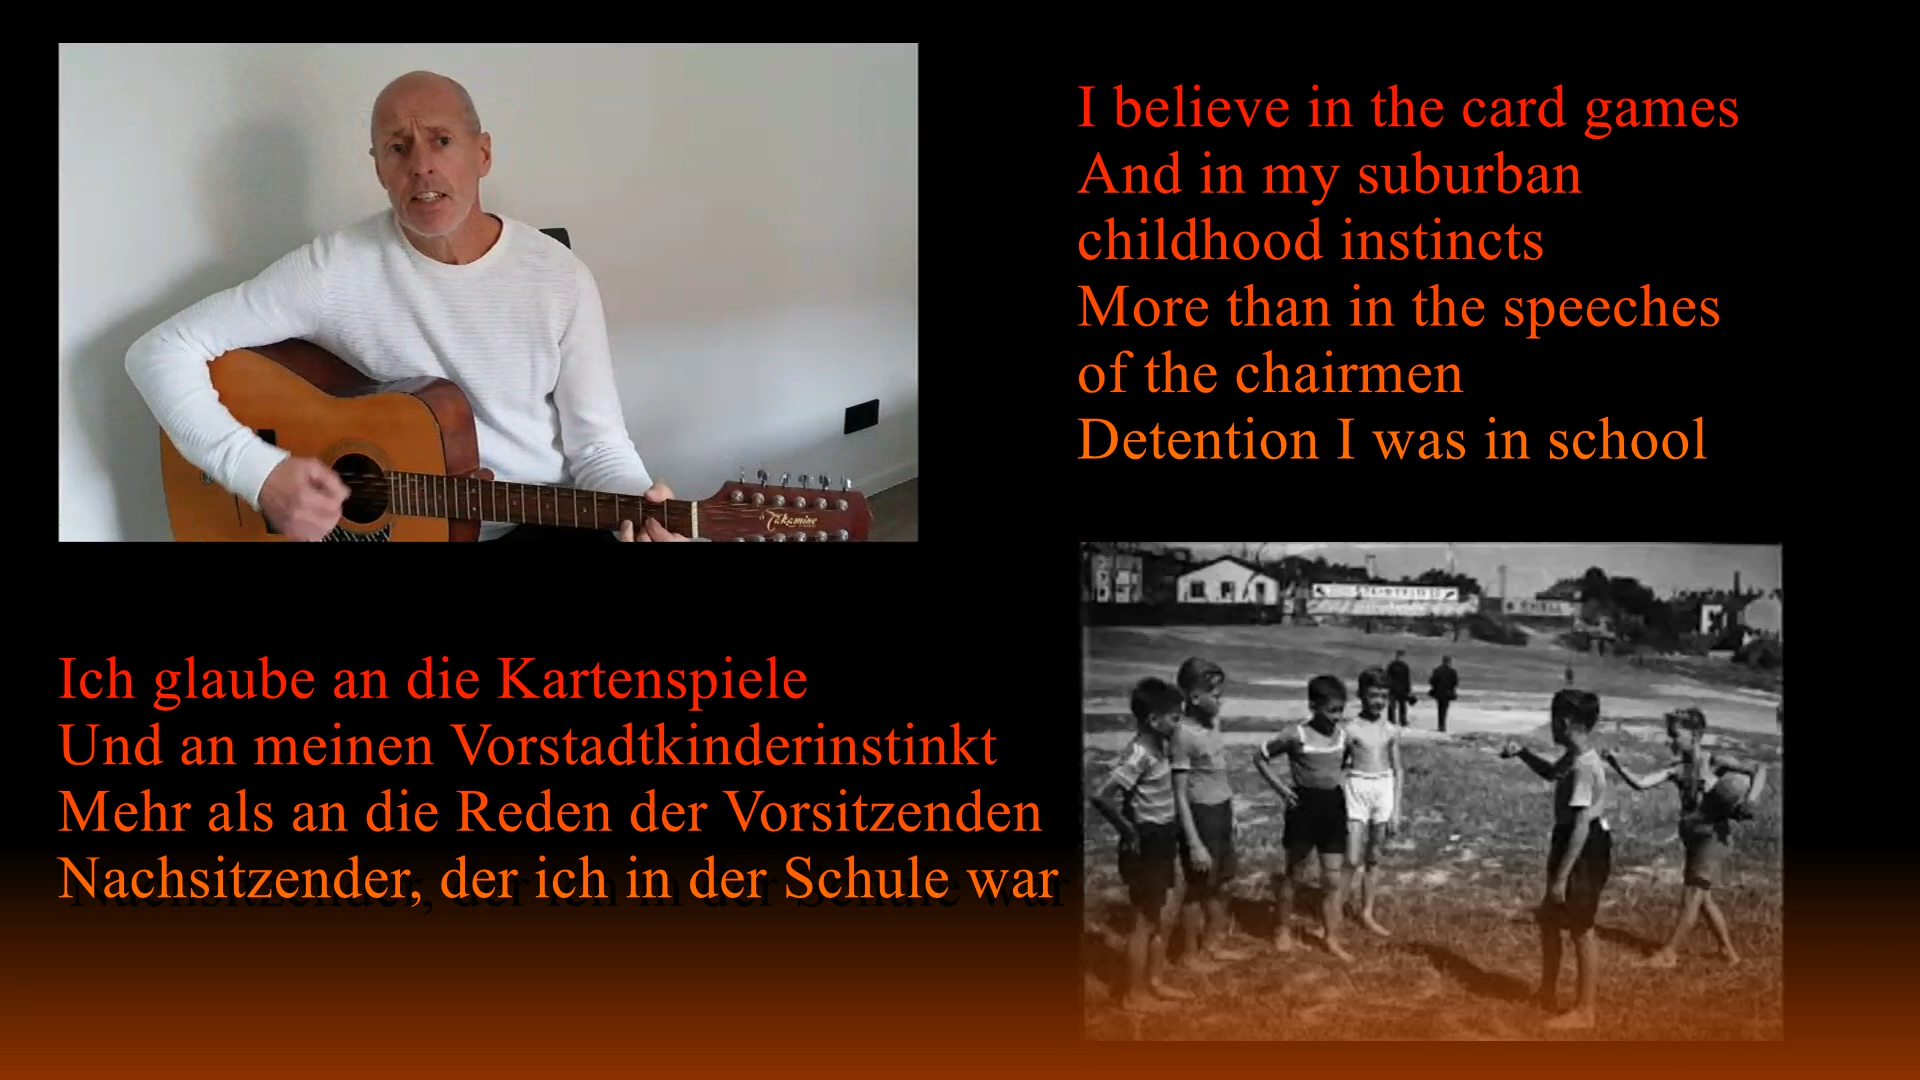 I believe in the card games
And in my suburban
childhood instincts
More than in the speeches
of the chairmen
Detention I was in school
Takamine
Ich glaube an die Kartenspiele
Und an meinen Vorstadtkinderinstinkt
Mehr als an die Reden der Vorsitzenden
Nachsitzender, der ich in der Schule war